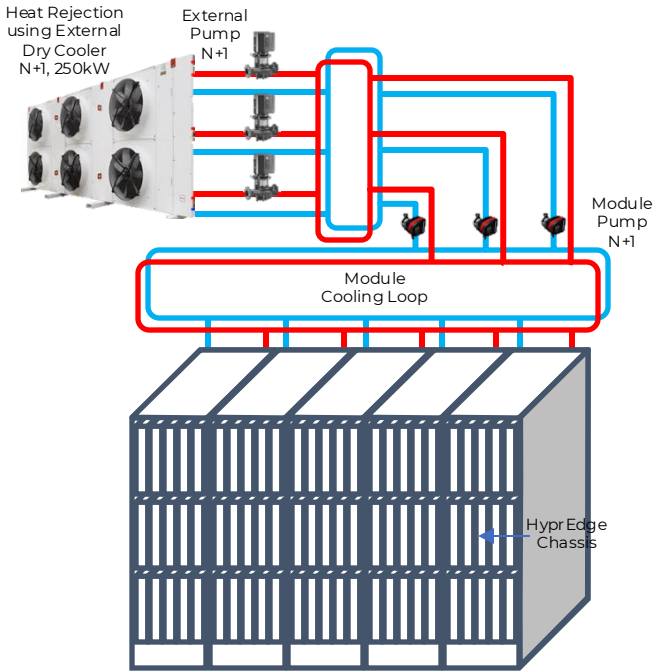 Heat Rejection
using External
Dry Cooler
N+1, 250kW
External
Pump
N+1
Module
Pump
N+1
Module
Cooling Loop
HyprEdge
Chassis